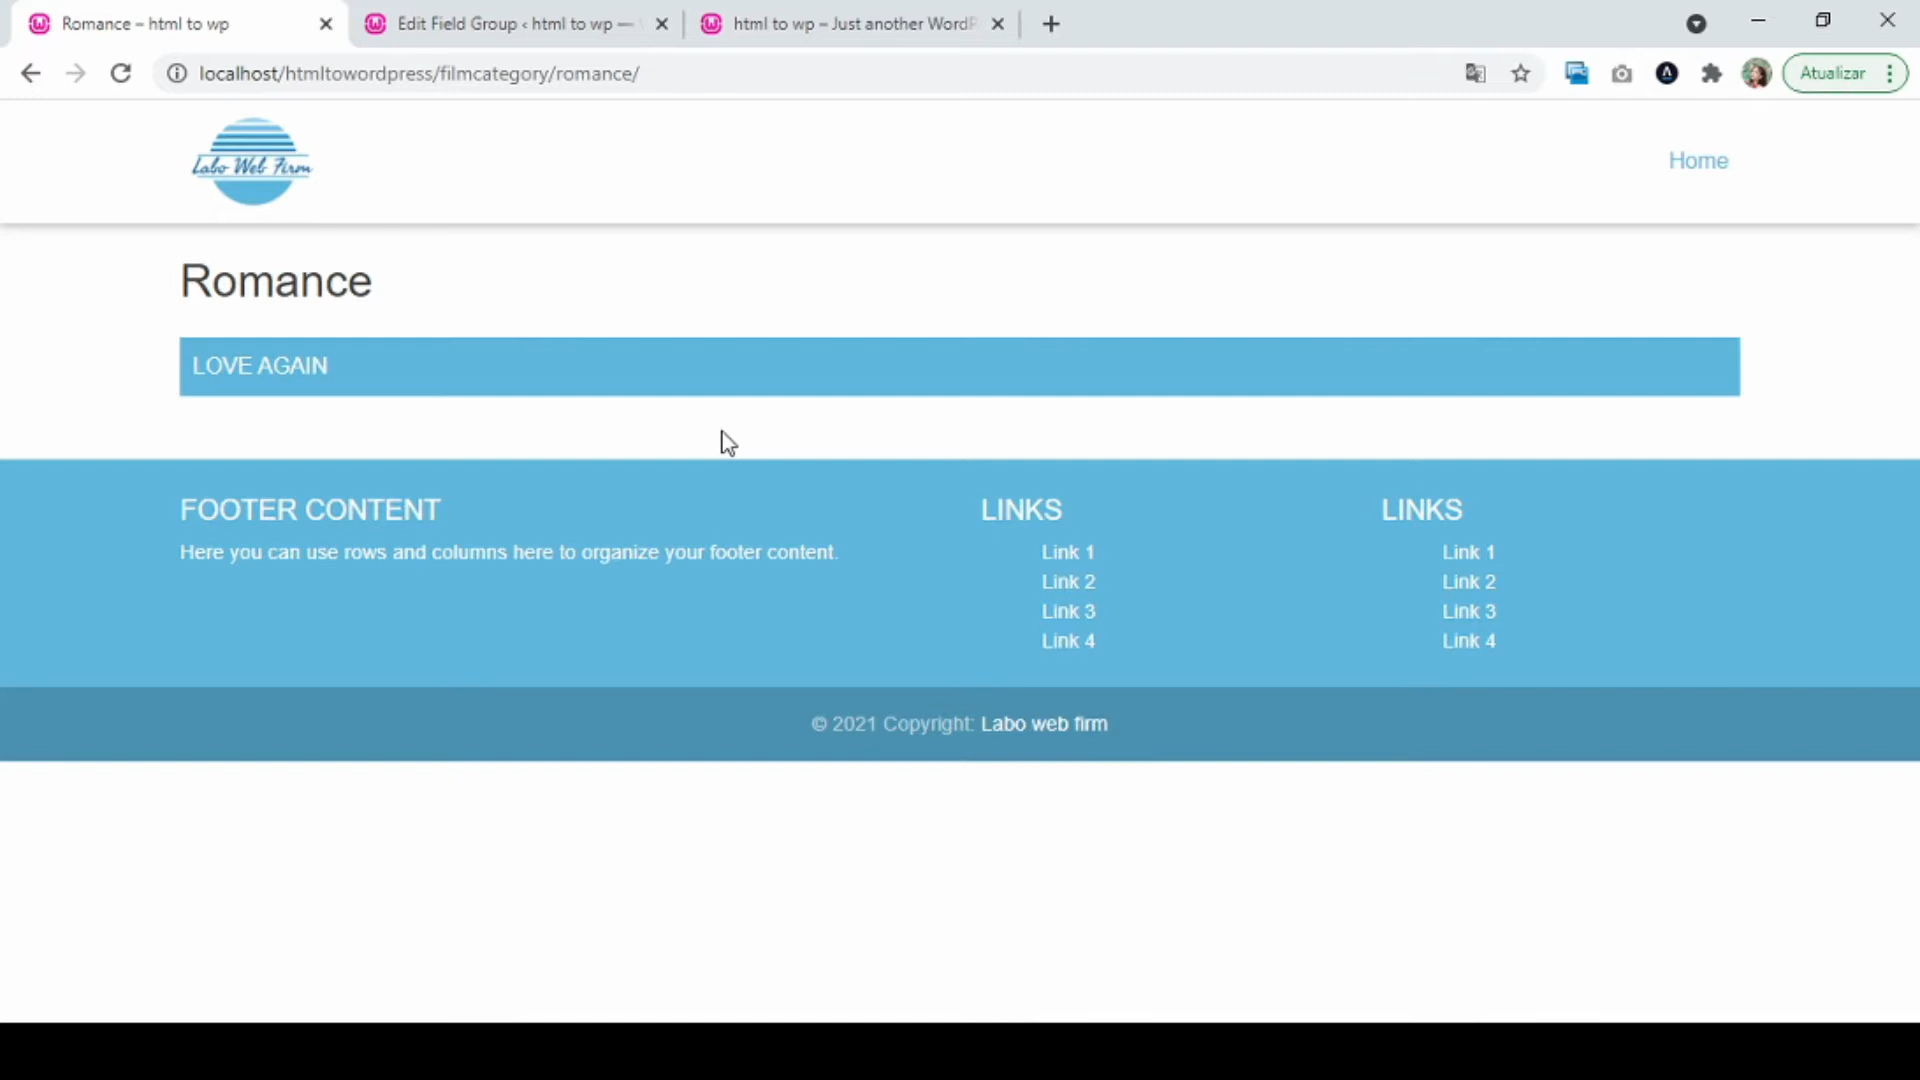 Romance – html to wp
Edit Field Group ‹ html to wp —
html to wp – Just another WordP
localhost/htmltowordpress/filmcategory/romance/
Atualizar
Labo Web Firm
Home
Romance
LOVE AGAIN
FOOTER CONTENT
Here you can use rows and columns here to organize your footer content.
LINKS
Link 1
Link 2
Link 3
Link 4
LINKS
Link 1
Link 2
Link 3
Link 4
© 2021 Copyright: Labo web firm